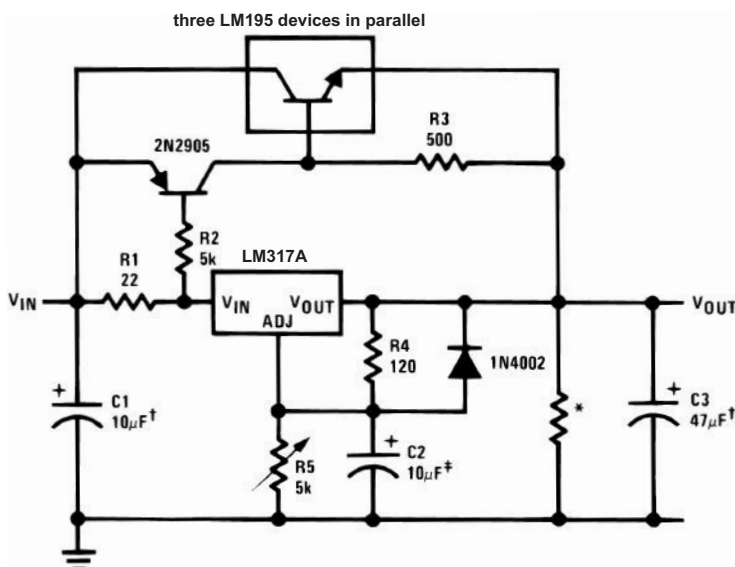 three LM195 devices in parallel
R3
500
2N2905
R2
5k
LM317A
R1
22
VIN
VIN
VOUT
ADJ
VOUT
R4
120
1N4002
+
C1
10μF†
R5
5k
+
C2
10μF‡
*
+
C3
47μF†